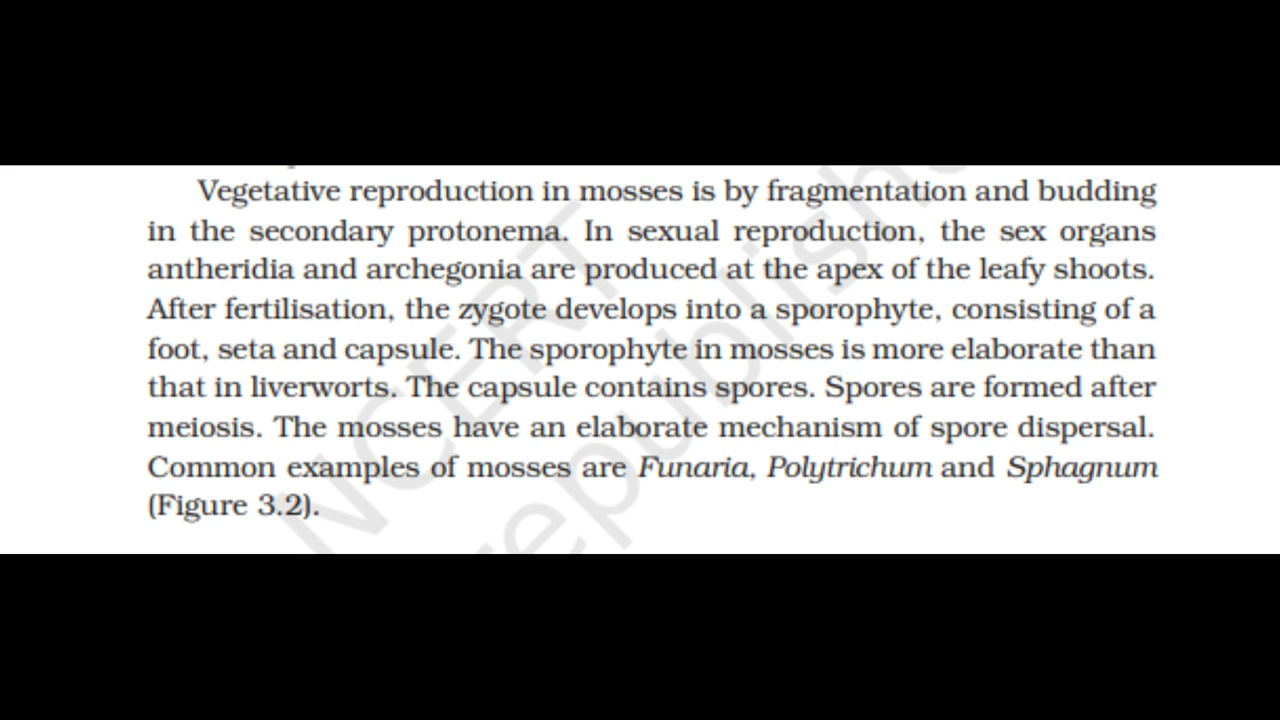 Vegetative reproduction in mosses is by fragmentation and budding
in the secondary protonema. In sexual reproduction, the sex organs
antheridia and archegonia are produced at the apex of the leafy shoots.
After fertilisation, the zygote develops into a sporophyte, consisting of a
foot, seta and capsule. The sporophyte in mosses is more elaborate than
that in liverworts. The capsule contains spores. Spores are formed after
meiosis. The mosses have an elaborate mechanism of spore dispersal.
Common examples of mosses are Funaria, Polytrichum and Sphagnum
(Figure 3.2).
NCERT